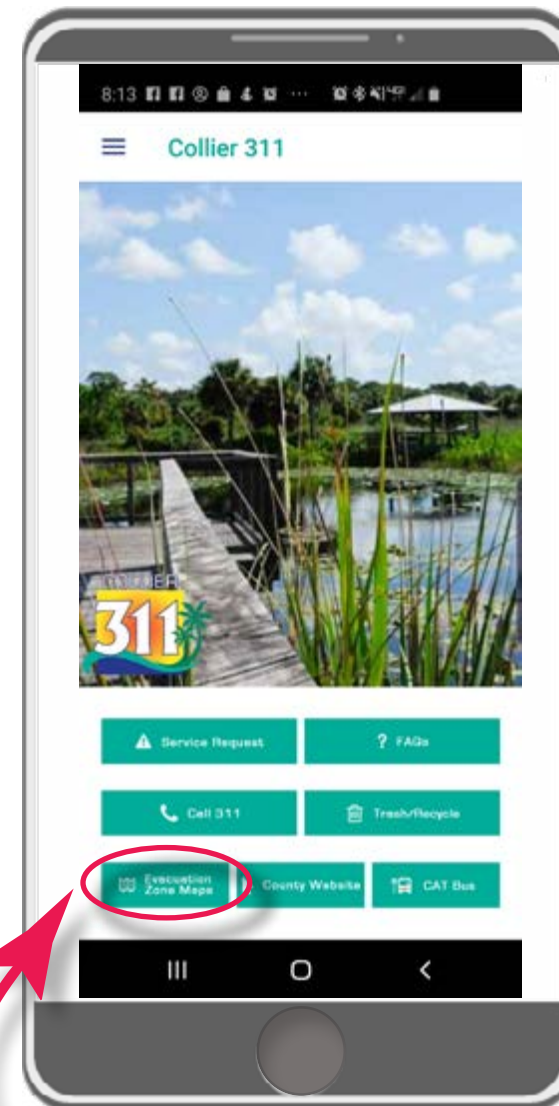 8:13
Collier 311
COLLIER
311
Service Request
? FAQs
Call 311
Trash/Recycle
Evacuation
Zone Maps
County Website
CAT Bus